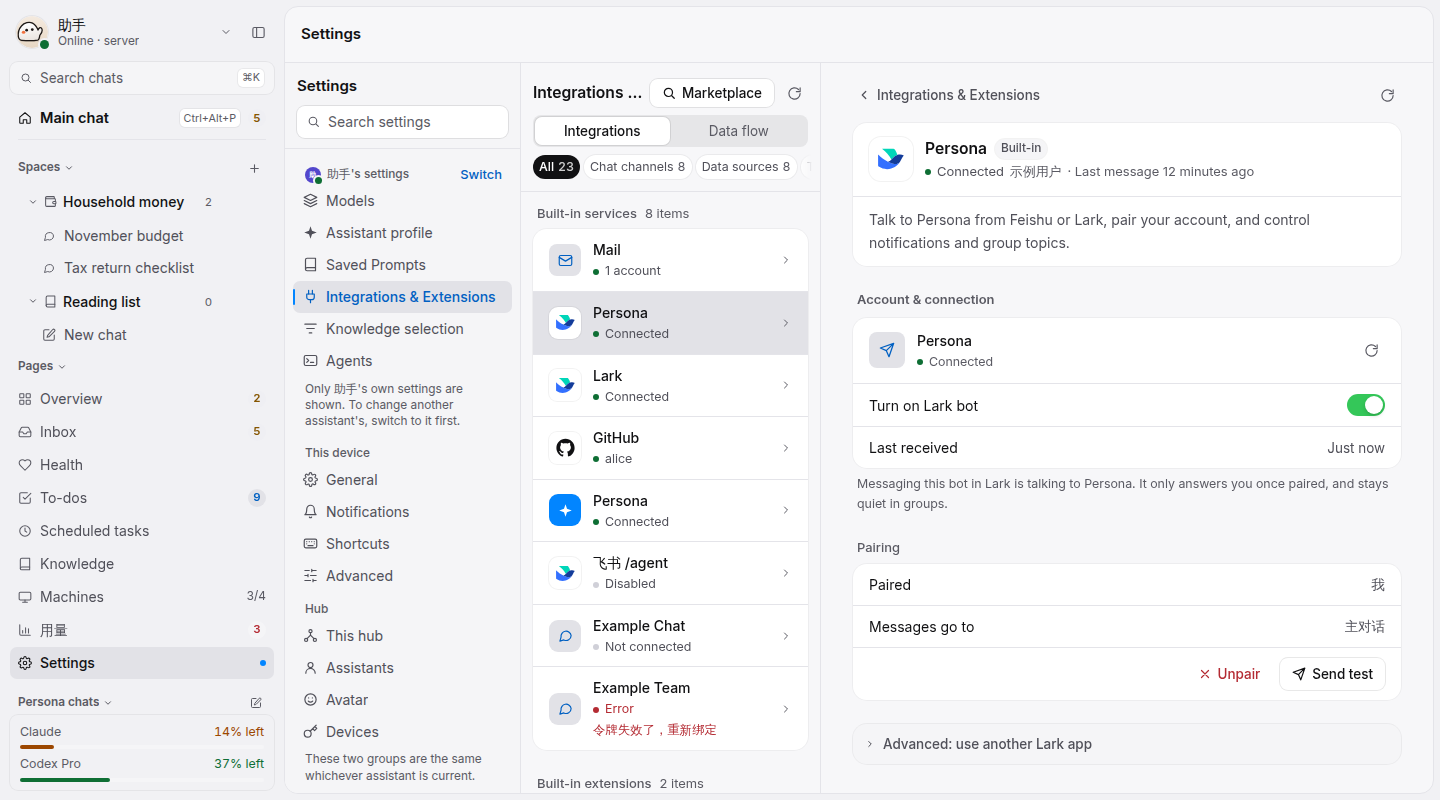 助手
Online · server
Search chats
⌘K
Main chat
Ctrl+Alt+P
5
Spaces
Household money
2
November budget
Tax return checklist
Reading list
0
New chat
Pages
Overview
2
Inbox
5
Health
To-dos
9
Scheduled tasks
Knowledge
Machines
3/4
用量
3
Settings
Persona chats
Claude
14% left
Codex Pro
37% left
Settings
Settings
Search settings
助手's settings
Switch
Models
Assistant profile
Saved Prompts
Integrations & Extensions
Knowledge selection
Agents
Only 助手's own settings are
shown. To change another
assistant's, switch to it first.
This device
General
Notifications
Shortcuts
Advanced
Hub
This hub
Assistants
Avatar
Devices
These two groups are the same
whichever assistant is current.
Integrations ...
Marketplace
Integrations
Data flow
All 23
Chat channels 8
Data sources 8
Built-in services 8 items
Mail
1 account
Persona
Connected
Lark
Connected
GitHub
alice
Persona
Connected
飞书 /agent
Disabled
Example Chat
Not connected
Example Team
Error
令牌失效了，重新绑定
Built-in extensions 2 items
Integrations & Extensions
Persona
Built-in
Connected 示例用户 · Last message 12 minutes ago
Talk to Persona from Feishu or Lark, pair your account, and control
notifications and group topics.
Account & connection
Persona
Connected
Turn on Lark bot
Last received
Just now
Messaging this bot in Lark is talking to Persona. It only answers you once paired, and stays
quiet in groups.
Pairing
Paired
我
Messages go to
主对话
Unpair
Send test
Advanced: use another Lark app